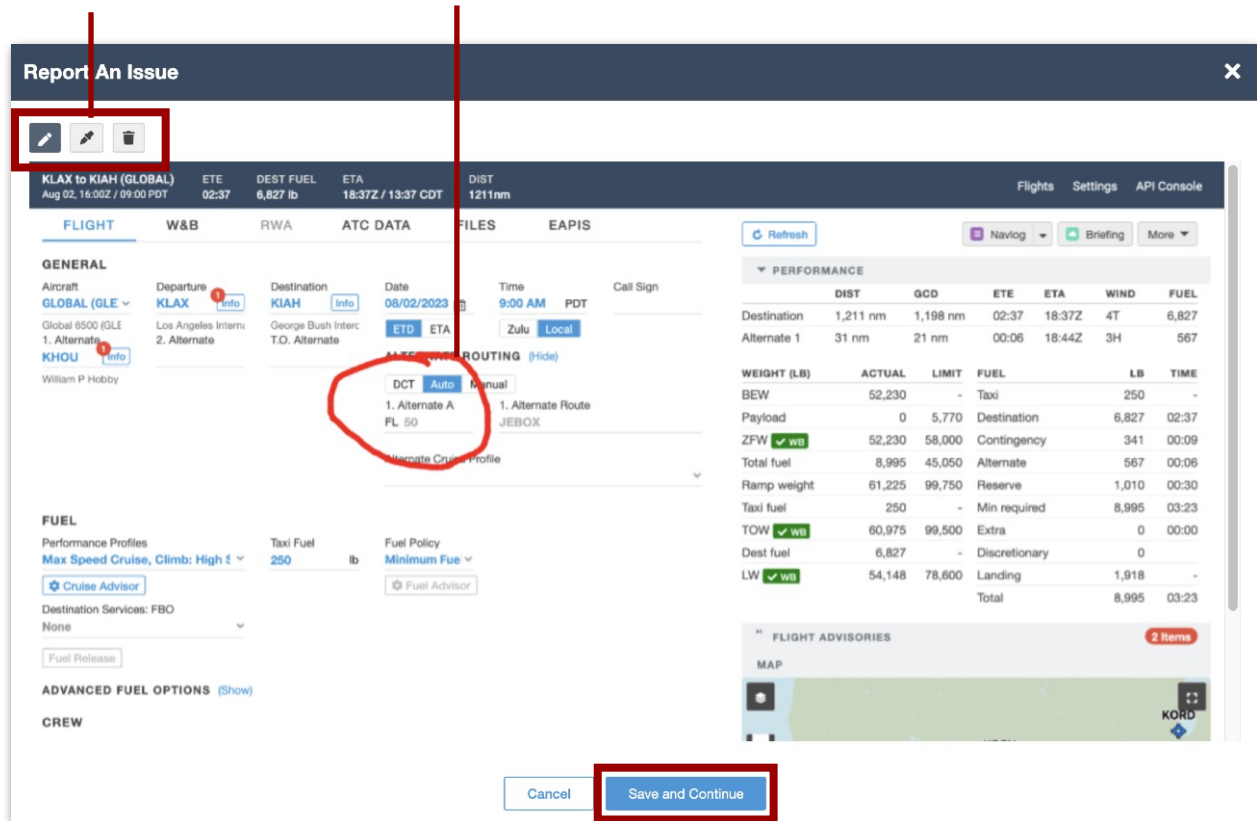 Report An Issue
KLAX to KIAH (GLOBAL) ETE DEST FUEL ETA DIST
Aug 02, 16:00Z / 09:00 PDT 02:37 6,827 lb 18:37Z / 13:37 CDT 1211nm
Flights Settings API Console
FLIGHT W&B RWA ATC DATA FILES EAPIS
Refresh Navlog Briefing More
GENERAL
Aircraft Departure Destination Date Time Call Sign
GLOBAL (GLE KLAX 1 Info KIAH Info 08/02/2023 9:00 AM PDT
Global 6500 (GLE Los Angeles Interna George Bush Interc ETD ETA Zulu Local
1. Alternate 2. Alternate T.O. Alternate
KHOU 1 Info
William P Hobby
ALTERNATE ROUTING (Hide)
DCT Auto Manual
1. Alternate A 1. Alternate Route
FL 50 JEBOX
Alternate Cruise Profile
FUEL
Performance Profiles Taxi Fuel Fuel Policy
Max Speed Cruise, Climb: High S 250 lb Minimum Fue
Cruise Advisor Fuel Advisor
Destination Services: FBO
None
Fuel Release
ADVANCED FUEL OPTIONS (Show)
CREW
PERFORMANCE
DIST GCD ETE ETA WIND FUEL
Destination 1,211 nm 1,198 nm 02:37 18:37Z 4T 6,827
Alternate 1 31 nm 21 nm 00:06 18:44Z 3H 567
WEIGHT (LB) ACTUAL LIMIT FUEL LB TIME
BEW 52,230 - Taxi 250 -
Payload 0 5,770 Destination 6,827 02:37
ZFW WB 52,230 58,000 Contingency 341 00:09
Total fuel 8,995 45,050 Alternate 567 00:06
Ramp weight 61,225 99,750 Reserve 1,010 00:30
Taxi fuel 250 - Min required 8,995 03:23
TOW WB 60,975 99,500 Extra 0 00:00
Dest fuel 6,827 - Discretionary 0
LW WB 54,148 78,600 Landing 1,918 -
Total 8,995 03:23
FLIGHT ADVISORIES 2 Items
MAP
KORD
Cancel Save and Continue